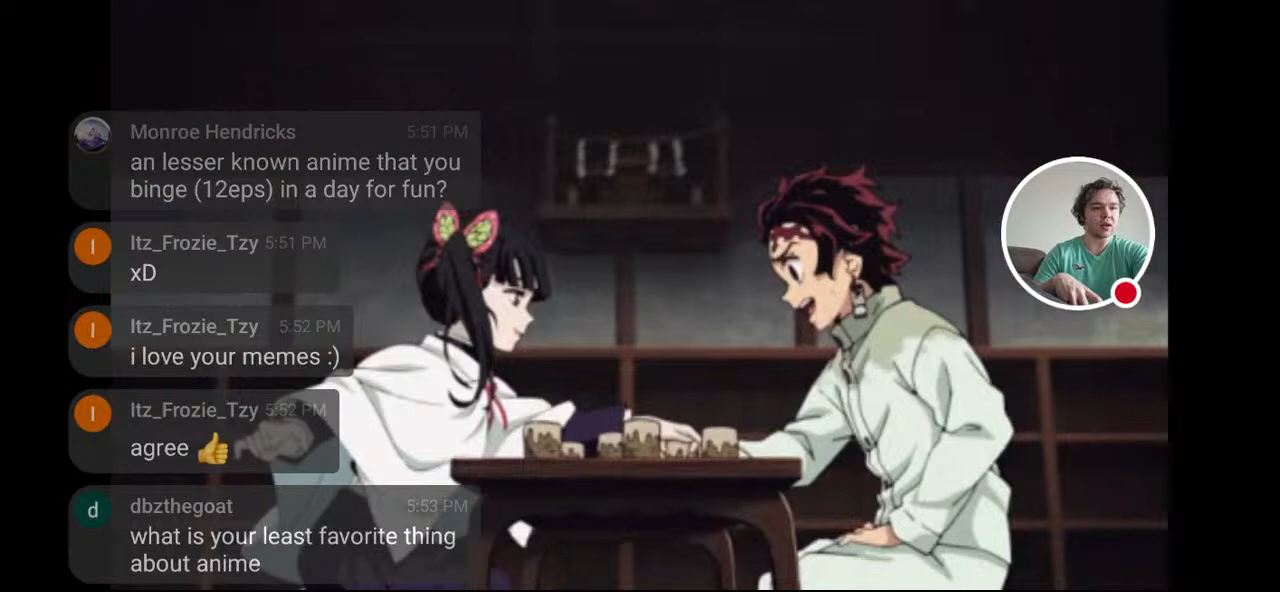 Monroe Hendricks 5:51 PM
an lesser known anime that you
binge (12eps) in a day for fun?
I
Itz_Frozie_Tzy 5:51 PM
xD
I
Itz_Frozie_Tzy 5:52 PM
i love your memes :)
I
Itz_Frozie_Tzy 5:52 PM
agree 👍
d
dbzthegoat 5:53 PM
what is your least favorite thing
about anime